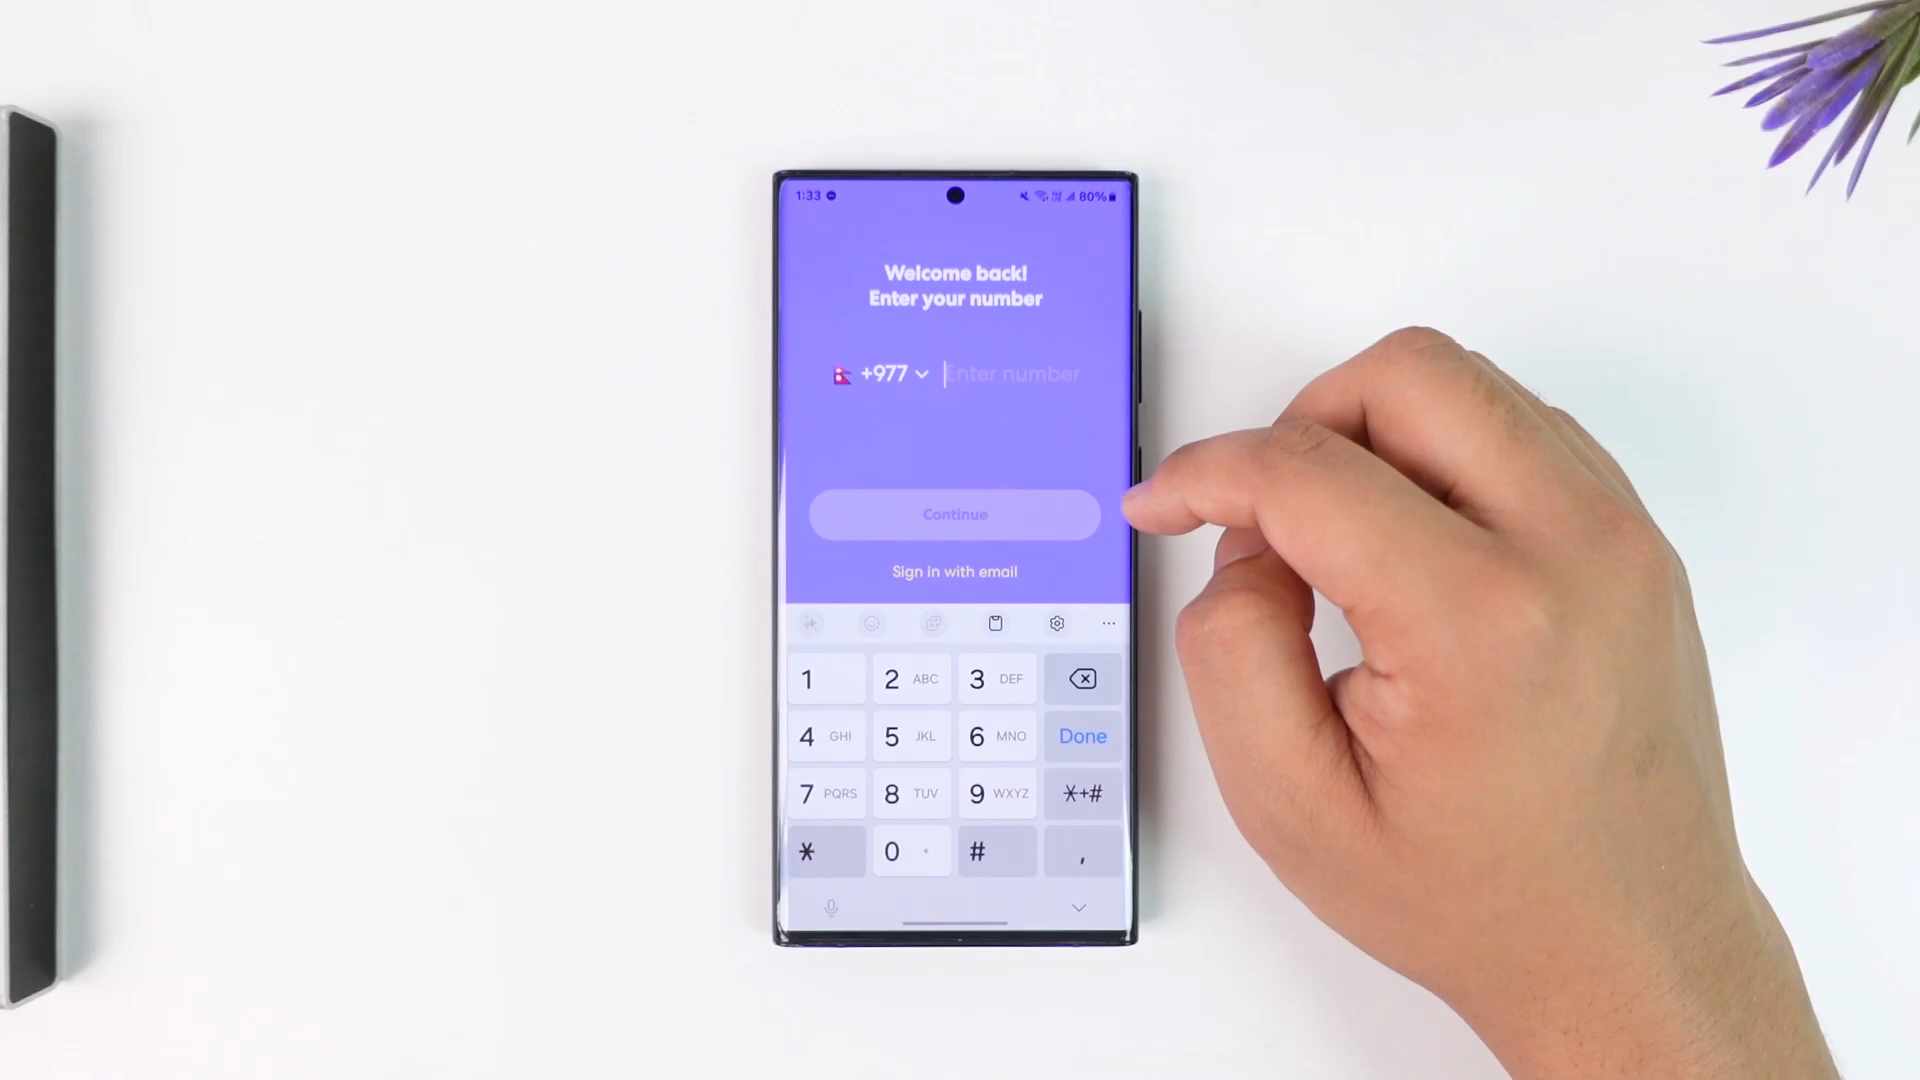 1:33 80%
Welcome back!
Enter your number
+977 Enter number
Continue
Sign in with email
1 2 ABC 3 DEF
4 GHI 5 JKL 6 MNO Done
7 PQRS 8 TUV 9 WXYZ *+#
* 0 + # ,